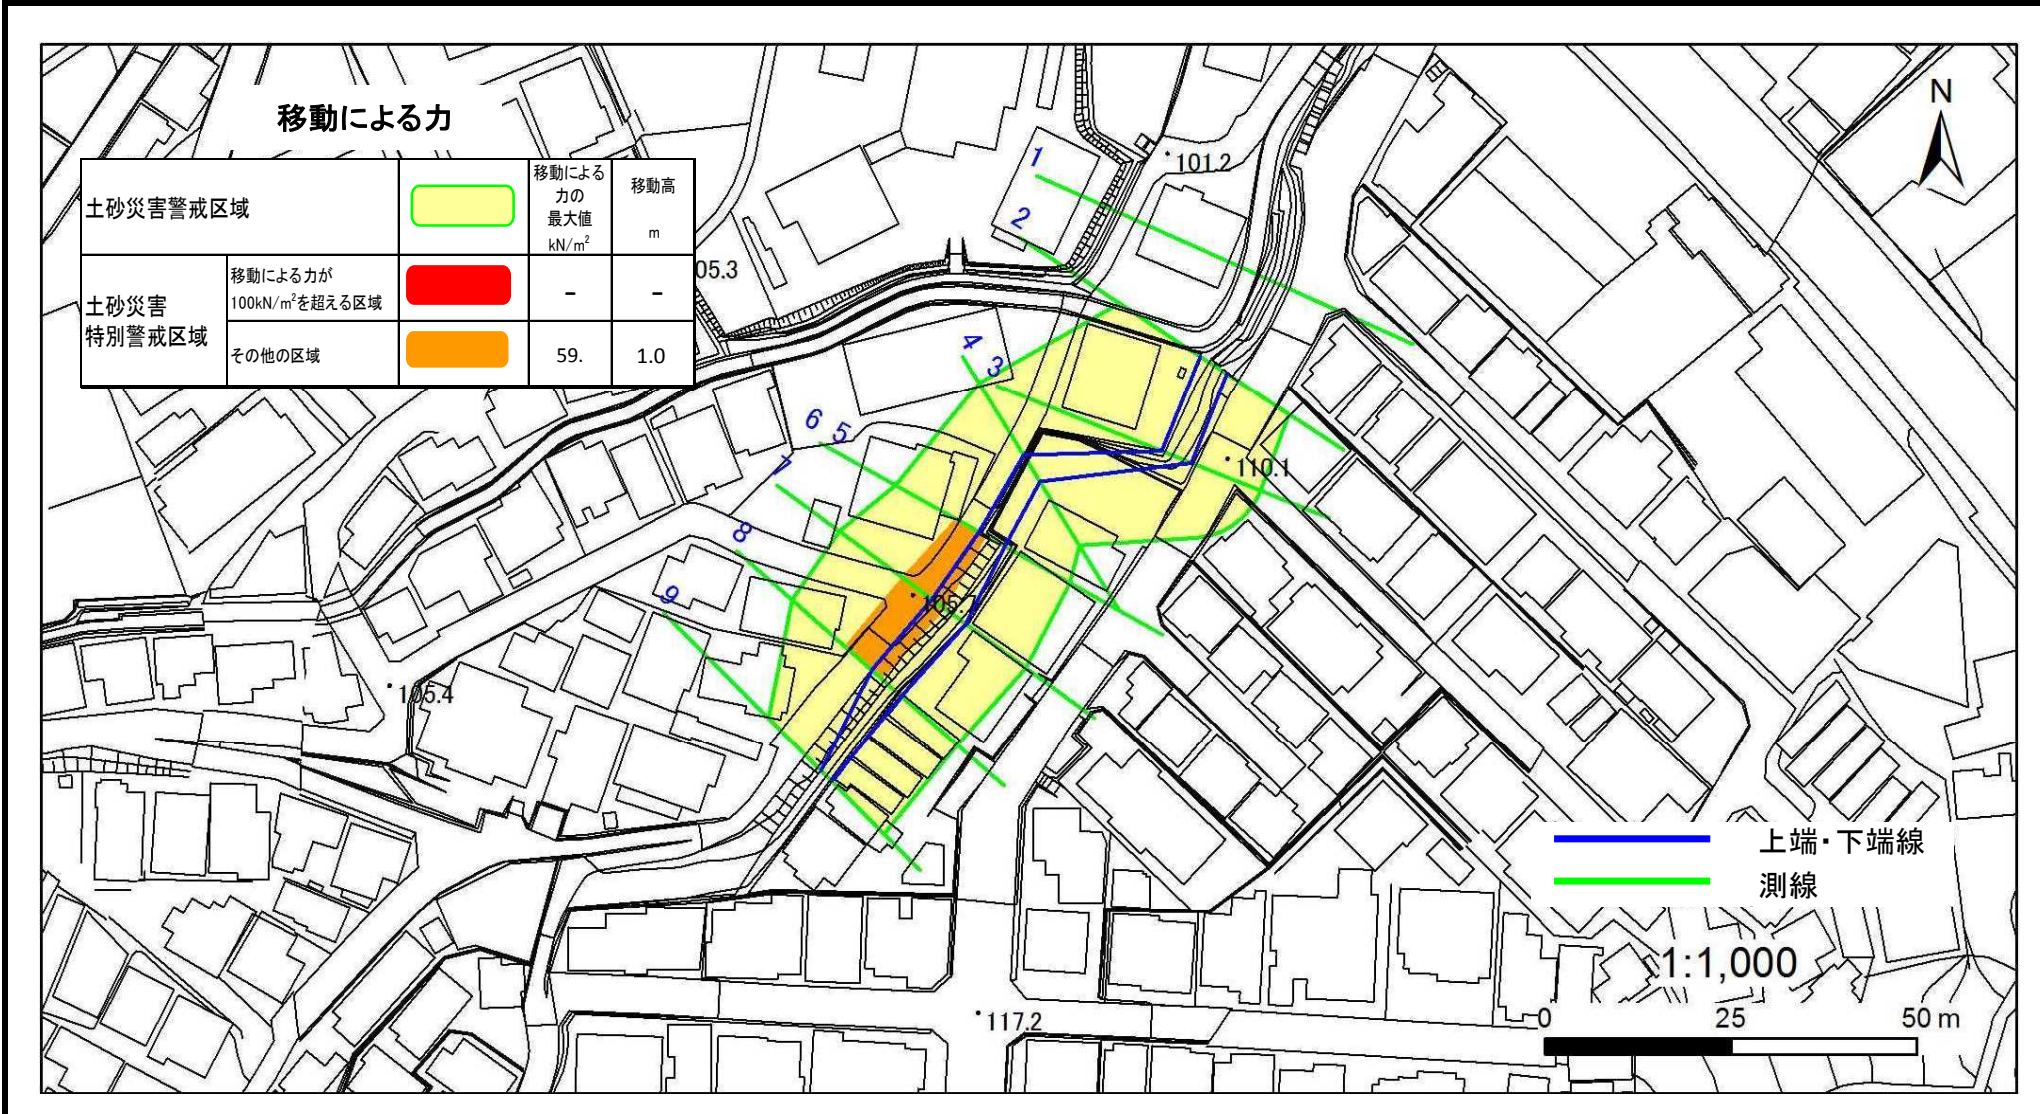 移動による力
土砂災害警戒区域
移動による
力の
最大値
kN/m²
移動高
m
土砂災害
特別警戒区域
移動による力が
100kN/m²を超える区域
-
-
その他の区域
59.
1.0
N
1
2
101.2
05.3
4
3
6
5
7
110.1
8
9
105.7
105.4
上端・下端線
測線
1:1,000
0
25
50 m
117.2